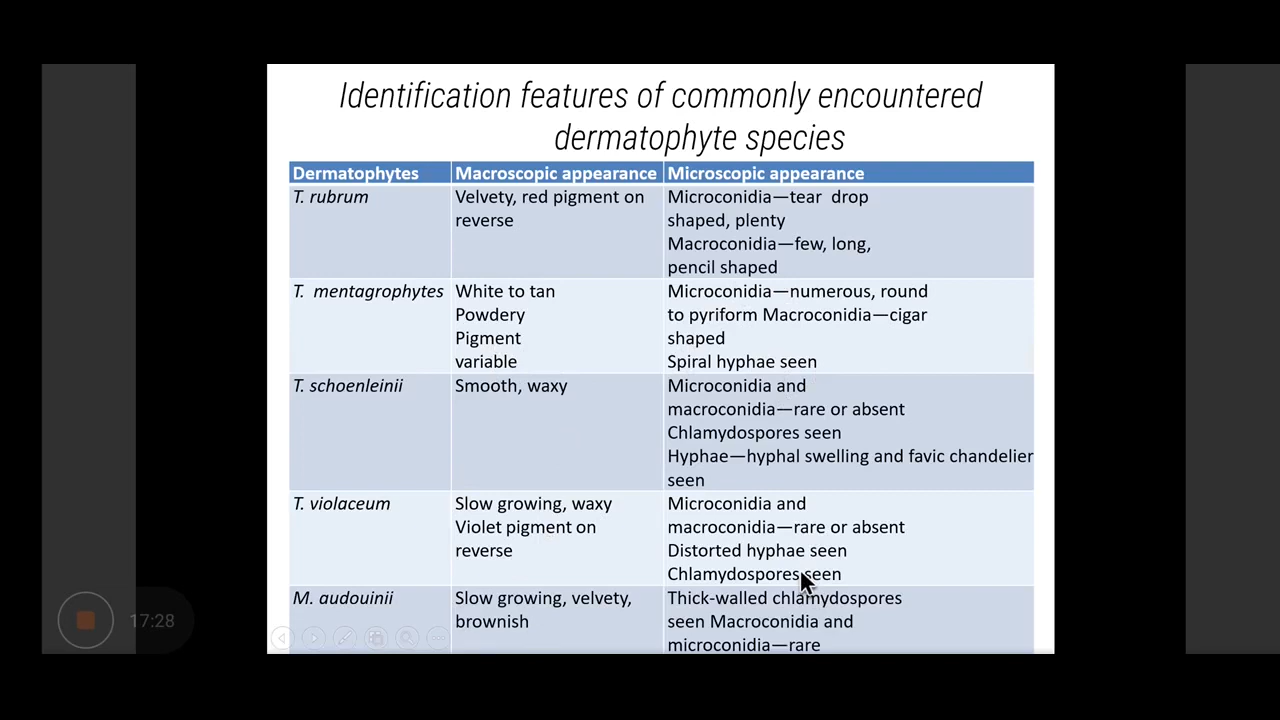 Identification features of commonly encountered
dermatophyte species
Dermatophytes Macroscopic appearance Microscopic appearance
T. rubrum Velvety, red pigment on Microconidia—tear drop
reverse shaped, plenty
Macroconidia—few, long,
pencil shaped
T. mentagrophytes White to tan Microconidia—numerous, round
Powdery to pyriform Macroconidia—cigar
Pigment shaped
variable Spiral hyphae seen
T. schoenleinii Smooth, waxy Microconidia and
macroconidia—rare or absent
Chlamydospores seen
Hyphae—hyphal swelling and favic chandelier
seen
T. violaceum Slow growing, waxy Microconidia and
Violet pigment on macroconidia—rare or absent
reverse Distorted hyphae seen
Chlamydospores seen
M. audouinii Slow growing, velvety, Thick-walled chlamydospores
brownish seen Macroconidia and
microconidia—rare
17:28